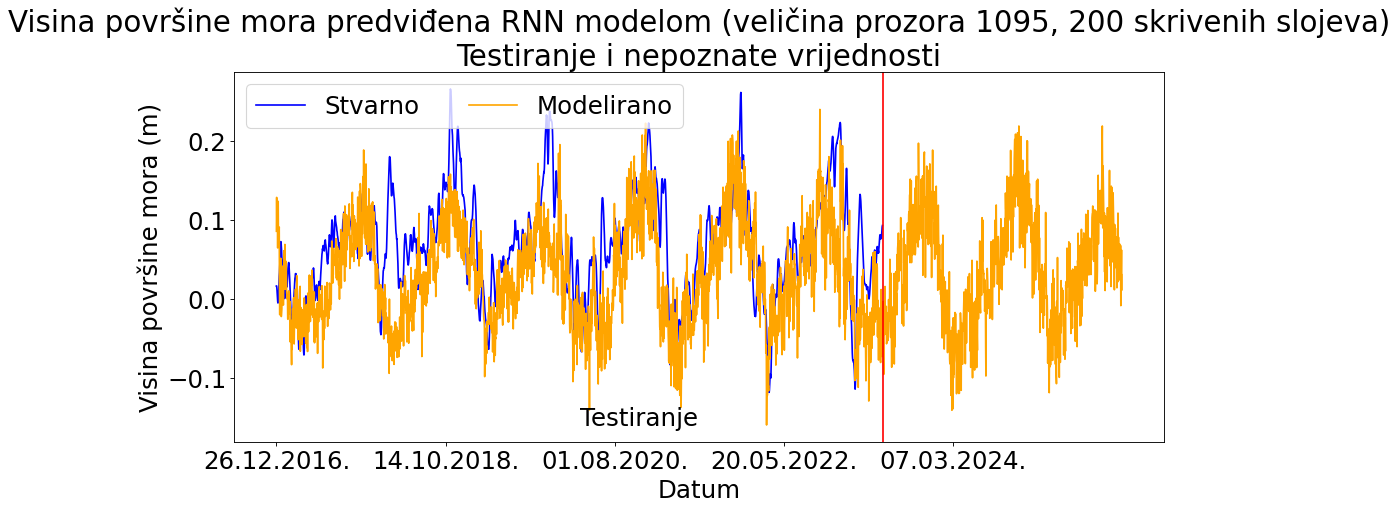 Visina površine mora predviđena RNN modelom (veličina prozora 1095, 200 skrivenih slojeva)
Testiranje i nepoznate vrijednosti
Stvarno
Modelirano
Visina površine mora (m)
0.2
0.1
0.0
−0.1
Testiranje
26.12.2016.
14.10.2018.
01.08.2020.
20.05.2022.
07.03.2024.
Datum